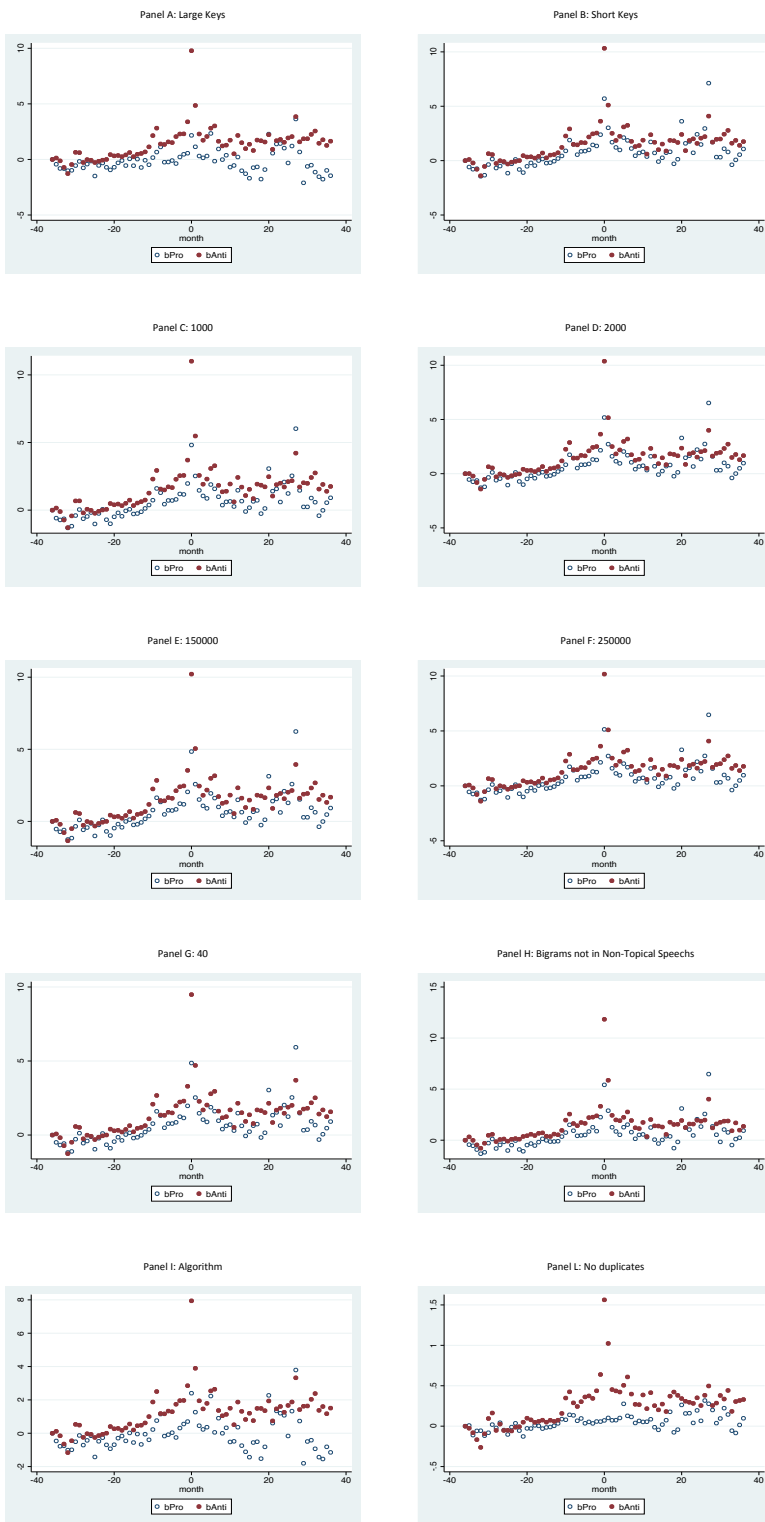 Panel A: Large Keys
Panel B: Short Keys
10
5
0
-5
-40
-20
0
20
40
month
bPro
bAnti
10
5
0
-5
-40
-20
0
20
40
month
bPro
bAnti
Panel C: 1000
Panel D: 2000
10
5
0
-40
-20
0
20
40
month
bPro
bAnti
10
5
0
-5
-40
-20
0
20
40
month
bPro
bAnti
Panel E: 150000
Panel F: 250000
10
5
0
-40
-20
0
20
40
month
bPro
bAnti
10
5
0
-5
-40
-20
0
20
40
month
bPro
bAnti
Panel G: 40
Panel H: Bigrams not in Non-Topical Speechs
10
5
0
-40
-20
0
20
40
month
bPro
bAnti
15
10
5
0
-40
-20
0
20
40
month
bPro
bAnti
Panel I: Algorithm
Panel L: No duplicates
8
6
4
2
0
-2
-40
-20
0
20
40
month
bPro
bAnti
1.5
1
.5
0
-.5
-40
-20
0
20
40
month
bPro
bAnti